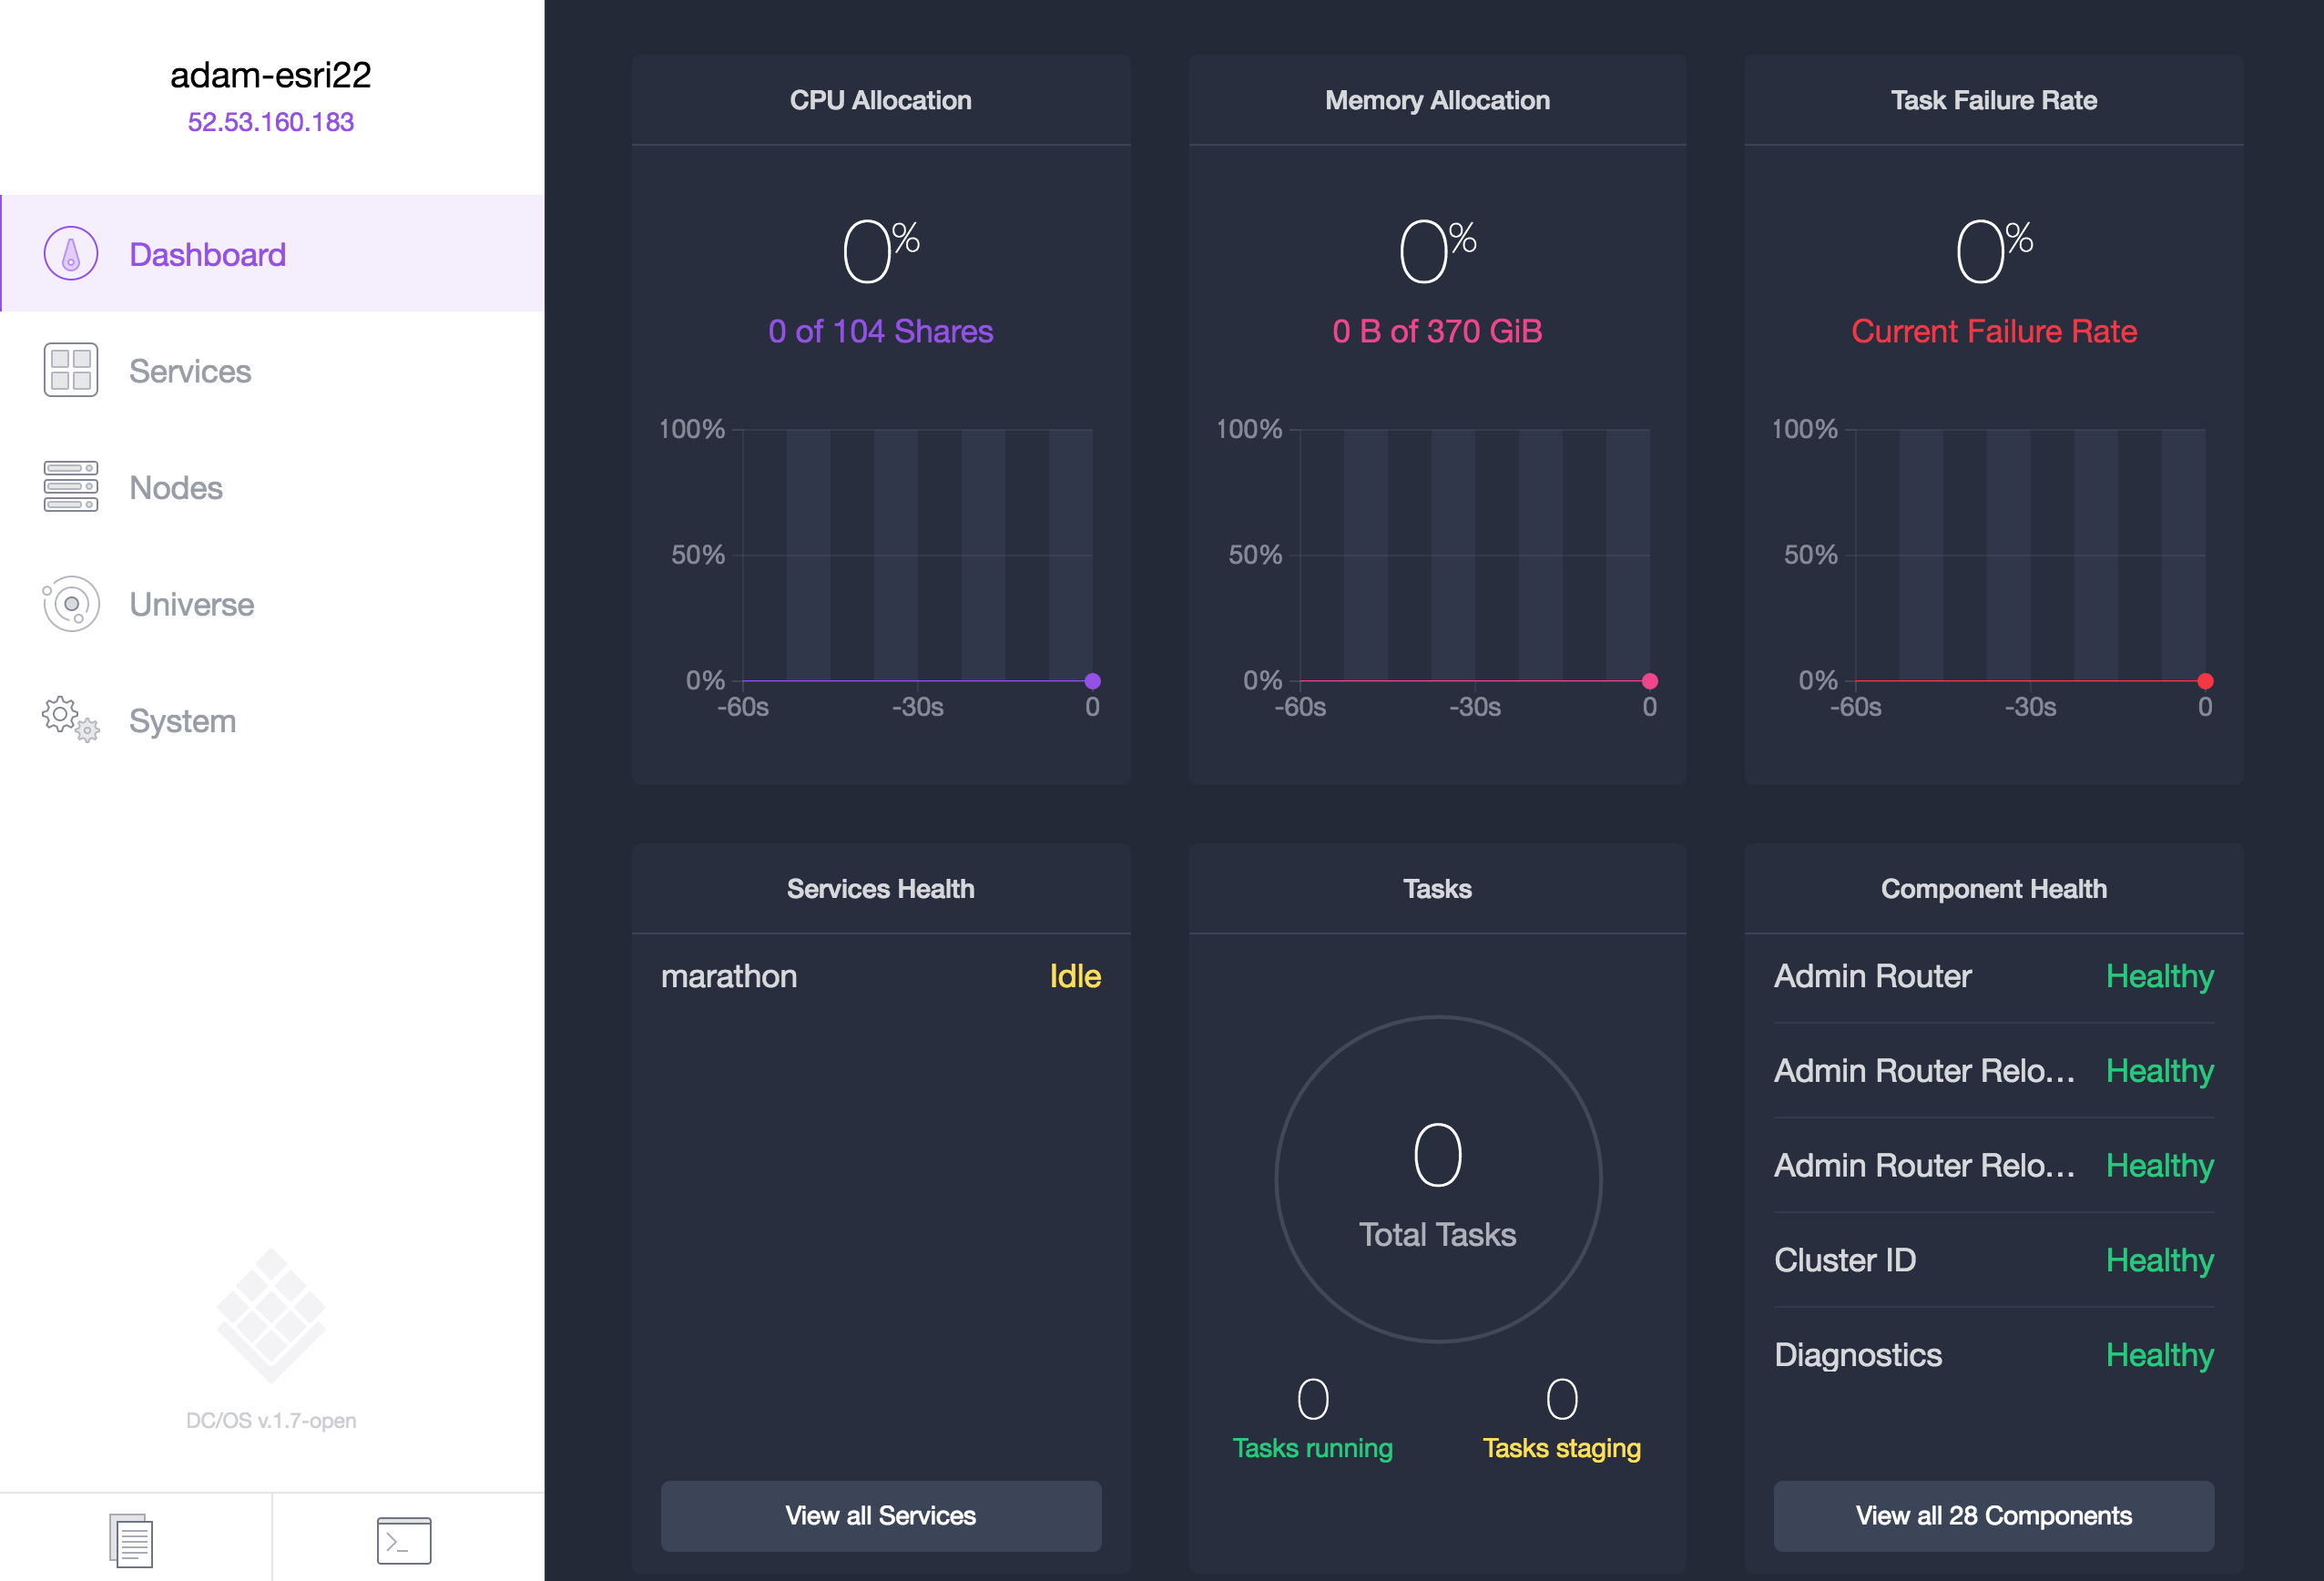 adam-esri22
52.53.160.183
Dashboard
Services
Nodes
Universe
System
DC/OS v.1.7-open
CPU Allocation
0%
0 of 104 Shares
100%
50%
0%
-60s -30s 0
Memory Allocation
0%
0 B of 370 GiB
100%
50%
0%
-60s -30s 0
Task Failure Rate
0%
Current Failure Rate
100%
50%
0%
-60s -30s 0
Services Health
marathon Idle
View all Services
Tasks
0
Total Tasks
0 0
Tasks running Tasks staging
Component Health
Admin Router Healthy
Admin Router Relo... Healthy
Admin Router Relo... Healthy
Cluster ID Healthy
Diagnostics Healthy
View all 28 Components